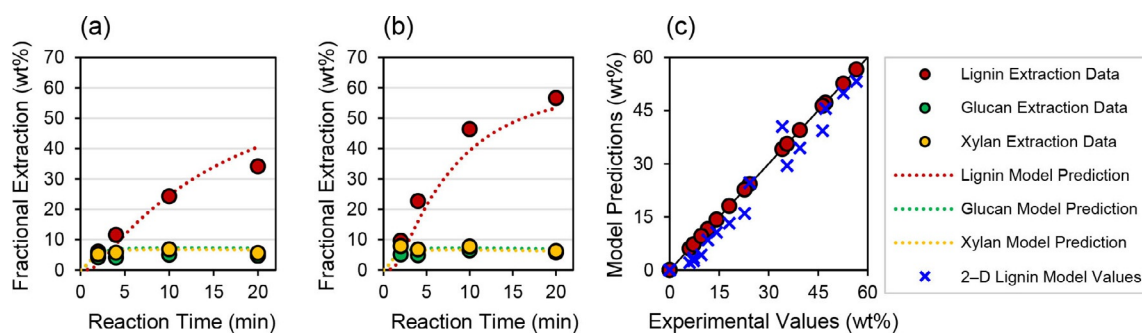 (a)
Fractional Extraction (wt%)
70
60
50
40
30
20
10
0
0 5 10 15 20
Reaction Time (min)
(b)
Fractional Extraction (wt%)
70
60
50
40
30
20
10
0
0 5 10 15 20
Reaction Time (min)
(c)
Model Predictions (wt%)
60
45
30
15
0
0 15 30 45 60
Experimental Values (wt%)
Lignin Extraction Data
Glucan Extraction Data
Xylan Extraction Data
Lignin Model Prediction
Glucan Model Prediction
Xylan Model Prediction
2–D Lignin Model Values